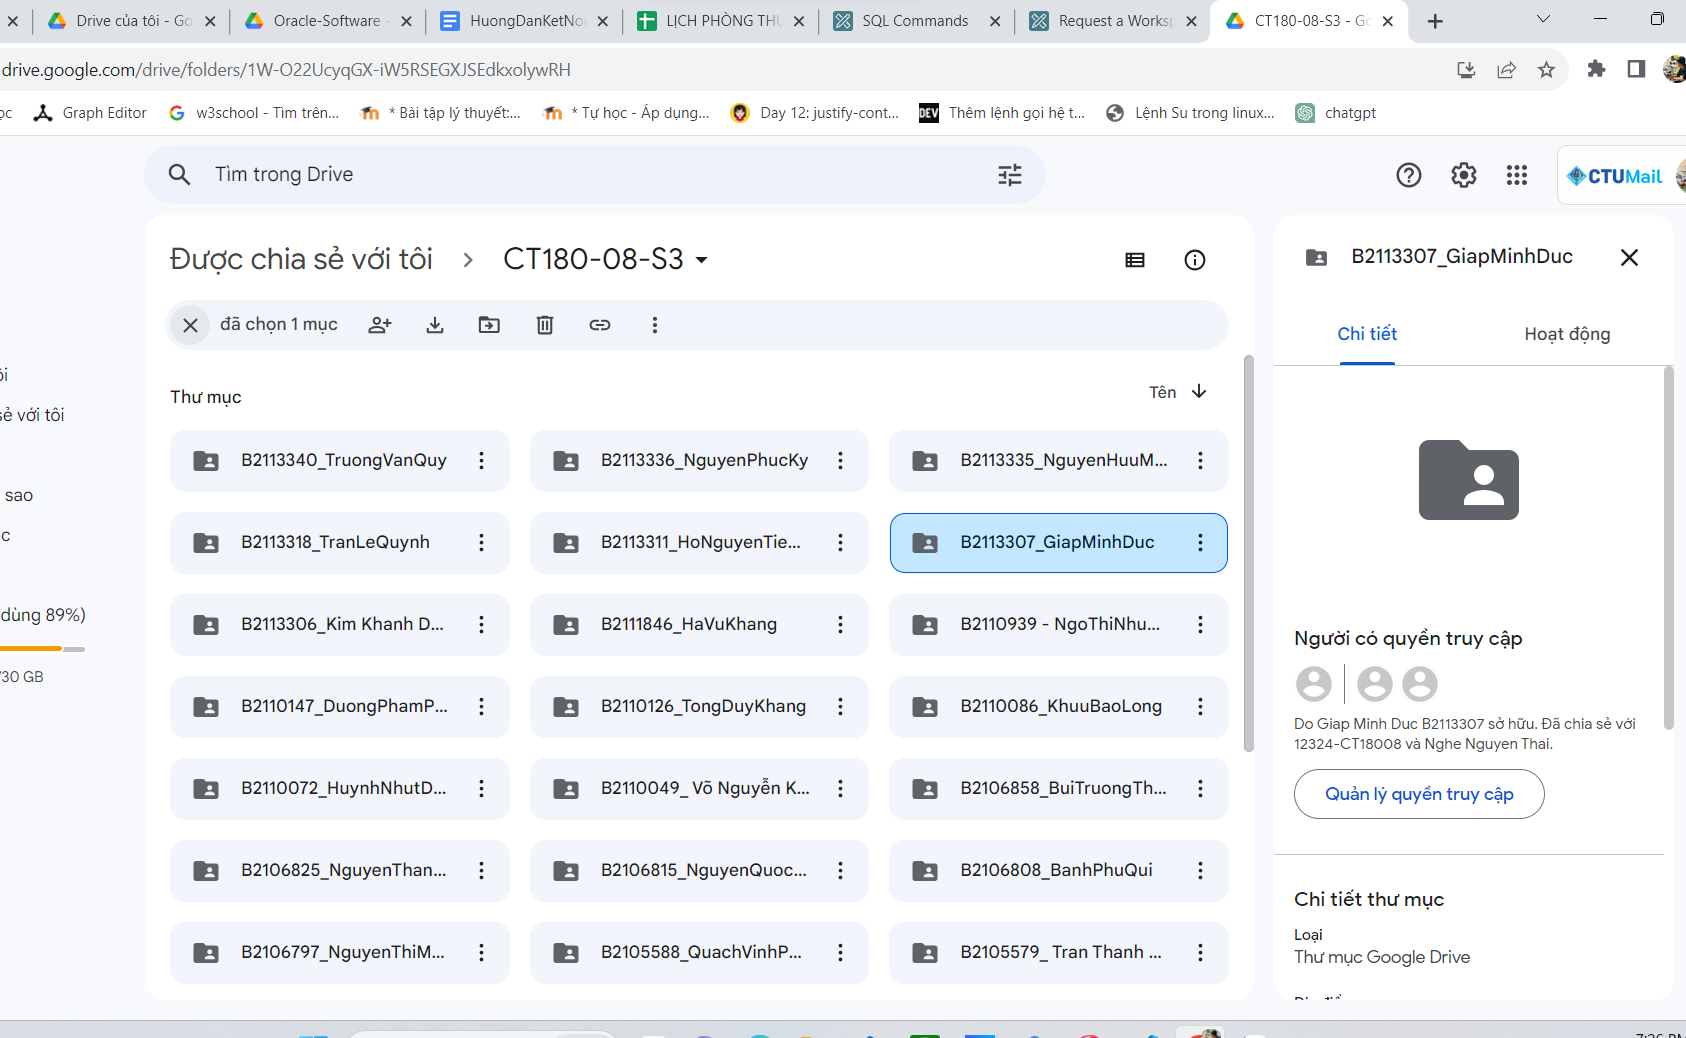 Drive của tôi - Go
Oracle-Software -
HuongDanKetNoi
LỊCH PHÒNG THU
SQL Commands
Request a Worksp
CT180-08-S3 - Go
drive.google.com/drive/folders/1W-O22UcyqGX-iW5RSEGXJSEdkxolywRH
ọc
Graph Editor
w3school - Tìm trên...
* Bài tập lý thuyết:...
* Tự học - Áp dụng...
Day 12: justify-cont...
DEV
Thêm lệnh gọi hệ t...
Lệnh Su trong linux...
chatgpt
Tìm trong Drive
CTUMail
Được chia sẻ với tôi
CT180-08-S3
đã chọn 1 mục
Thư mục
Tên
B2113340_TruongVanQuy
B2113336_NguyenPhucKy
B2113335_NguyenHuuM...
B2113318_TranLeQuynh
B2113311_HoNguyenTie...
B2113307_GiapMinhDuc
B2113306_Kim Khanh D...
B2111846_HaVuKhang
B2110939 - NgoThiNhu...
B2110147_DuongPhamP...
B2110126_TongDuyKhang
B2110086_KhuuBaoLong
B2110072_HuynhNhutD...
B2110049_ Võ Nguyễn K...
B2106858_BuiTruongTh...
B2106825_NguyenThan...
B2106815_NguyenQuoc...
B2106808_BanhPhuQui
B2106797_NguyenThiM...
B2105588_QuachVinhP...
B2105579_ Tran Thanh ...
ôi
sẻ với tôi
sao
c
dùng 89%)
/30 GB
B2113307_GiapMinhDuc
Chi tiết
Hoạt động
Người có quyền truy cập
Do Giap Minh Duc B2113307 sở hữu. Đã chia sẻ với
12324-CT18008 và Nghe Nguyen Thai.
Quản lý quyền truy cập
Chi tiết thư mục
Loại
Thư mục Google Drive